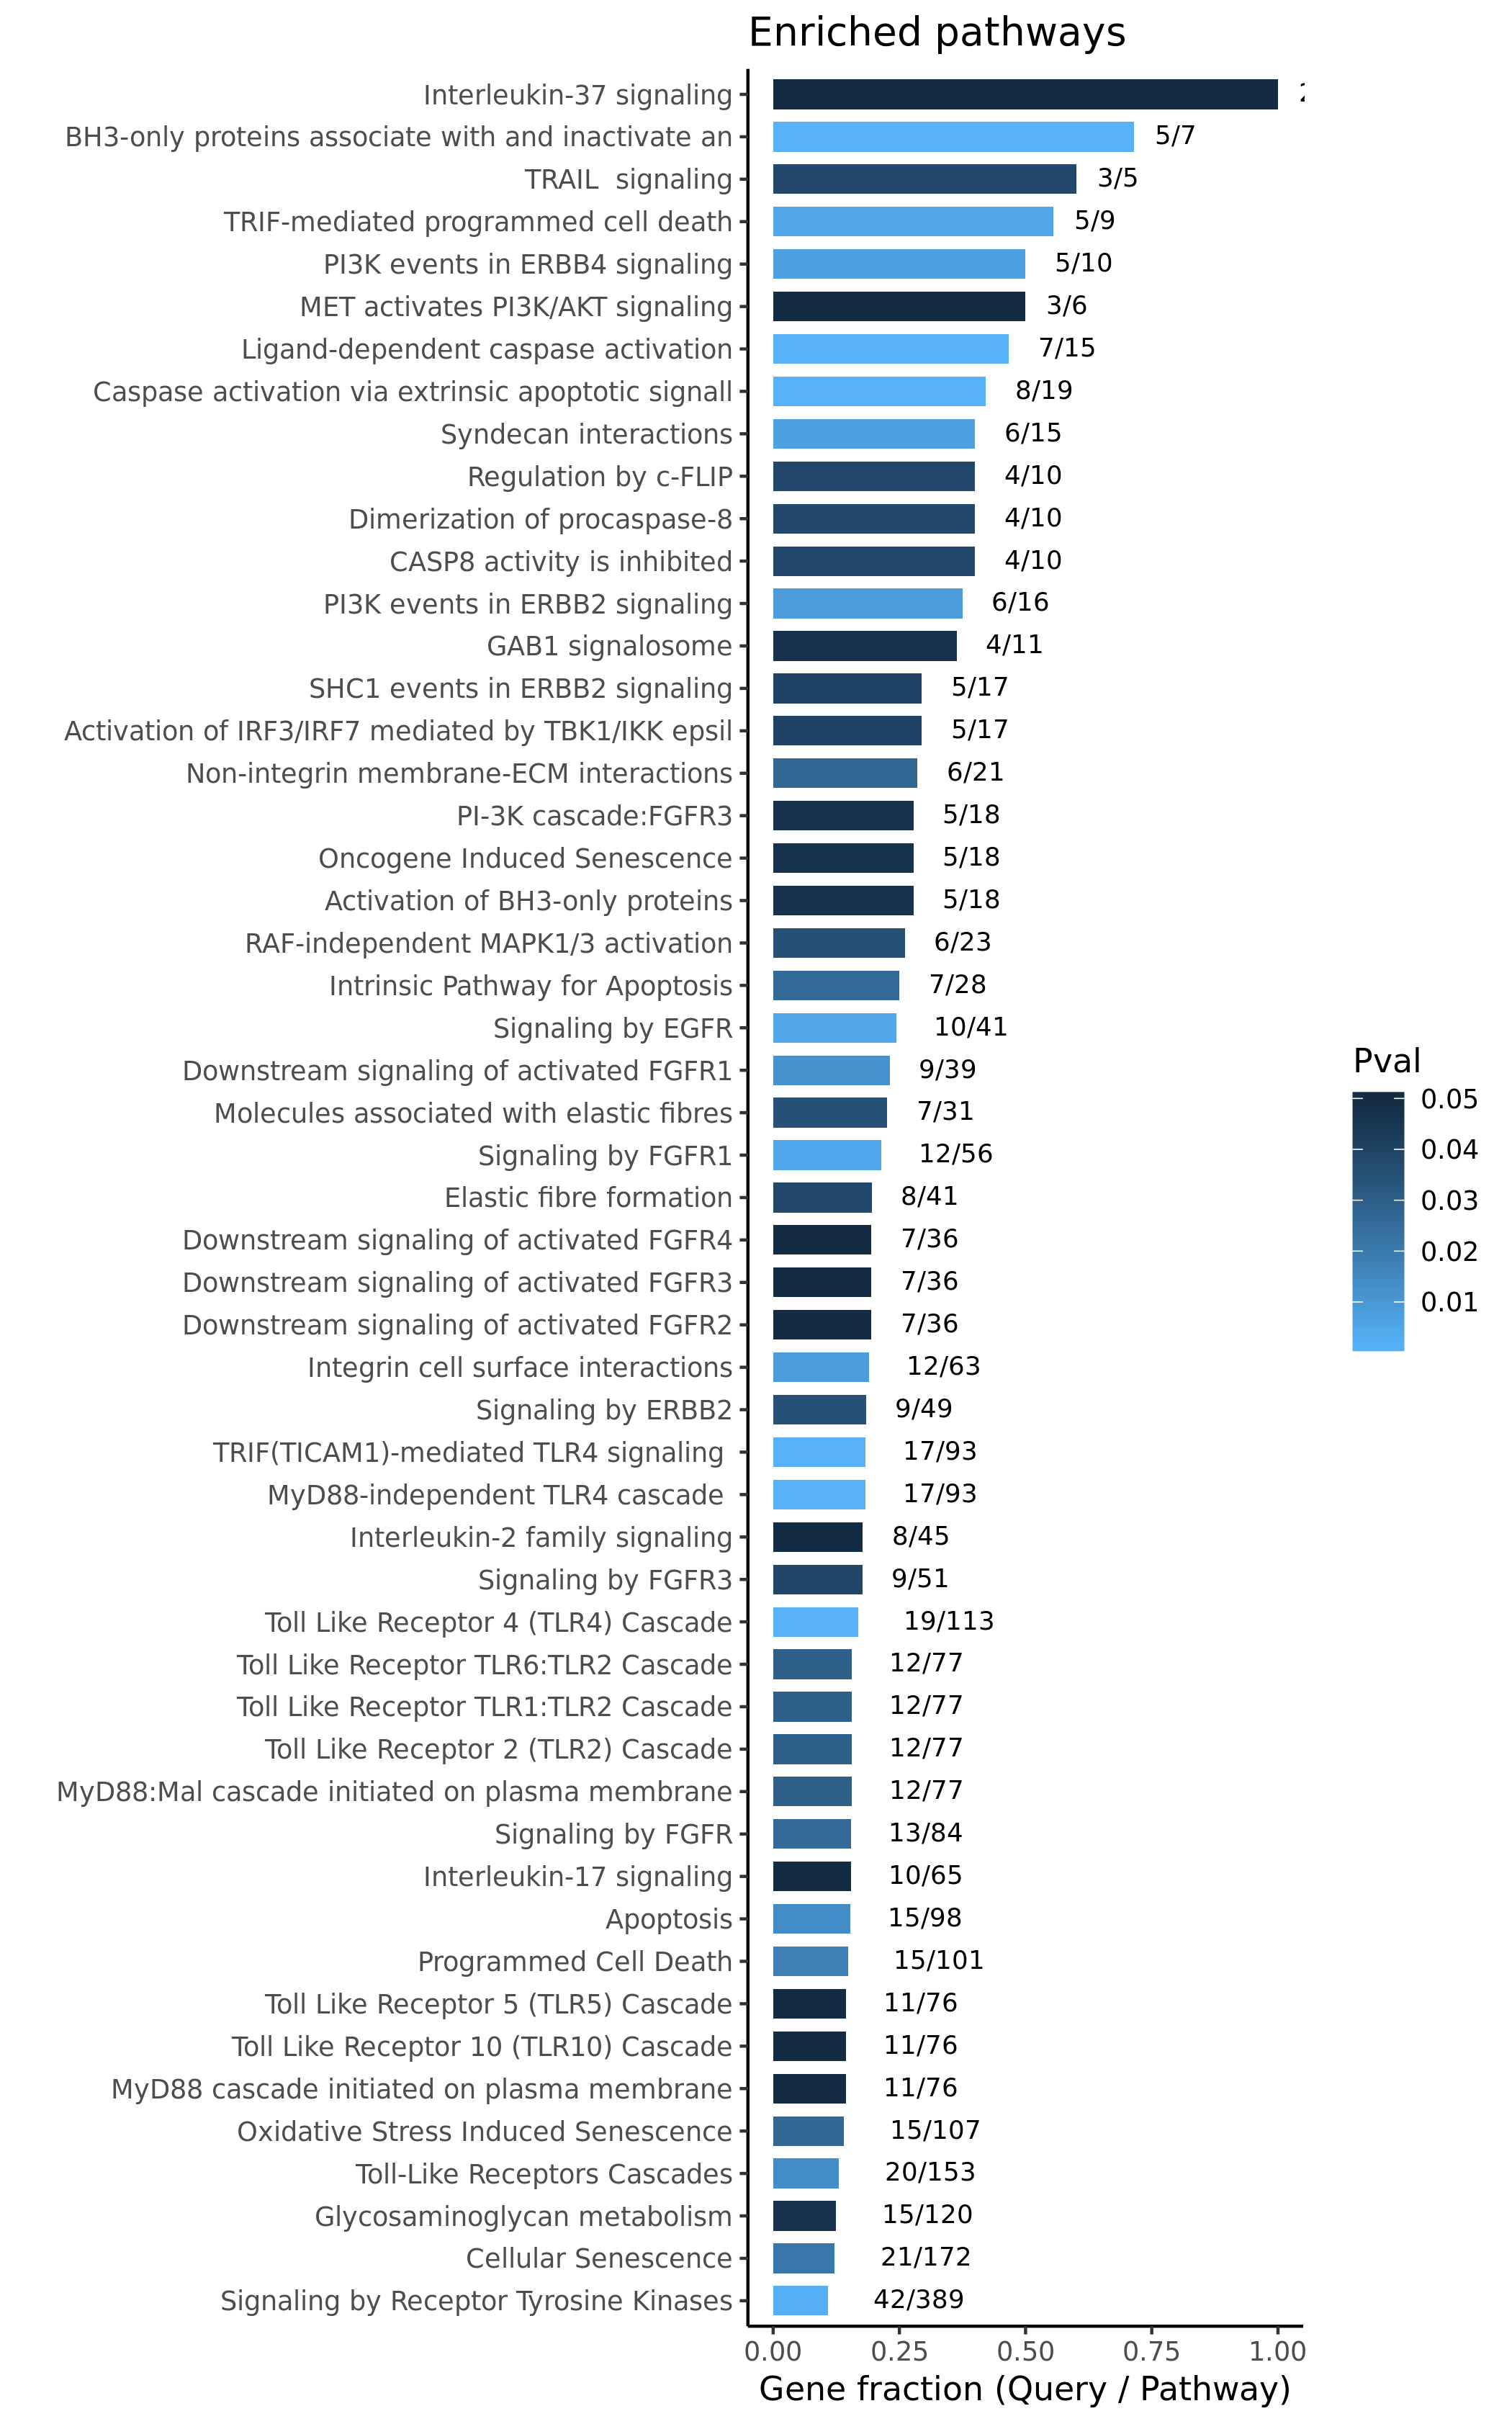 Enriched pathways
Interleukin-37 signaling
BH3-only proteins associate with and inactivate an 5/7
TRAIL  signaling 3/5
TRIF-mediated programmed cell death 5/9
PI3K events in ERBB4 signaling 5/10
MET activates PI3K/AKT signaling 3/6
Ligand-dependent caspase activation 7/15
Caspase activation via extrinsic apoptotic signall 8/19
Syndecan interactions 6/15
Regulation by c-FLIP 4/10
Dimerization of procaspase-8 4/10
CASP8 activity is inhibited 4/10
PI3K events in ERBB2 signaling 6/16
GAB1 signalosome 4/11
SHC1 events in ERBB2 signaling 5/17
Activation of IRF3/IRF7 mediated by TBK1/IKK epsil 5/17
Non-integrin membrane-ECM interactions 6/21
PI-3K cascade:FGFR3 5/18
Oncogene Induced Senescence 5/18
Activation of BH3-only proteins 5/18
RAF-independent MAPK1/3 activation 6/23
Intrinsic Pathway for Apoptosis 7/28
Signaling by EGFR 10/41
Downstream signaling of activated FGFR1 9/39
Molecules associated with elastic fibres 7/31
Signaling by FGFR1 12/56
Elastic fibre formation 8/41
Downstream signaling of activated FGFR4 7/36
Downstream signaling of activated FGFR3 7/36
Downstream signaling of activated FGFR2 7/36
Integrin cell surface interactions 12/63
Signaling by ERBB2 9/49
TRIF(TICAM1)-mediated TLR4 signaling 17/93
MyD88-independent TLR4 cascade 17/93
Interleukin-2 family signaling 8/45
Signaling by FGFR3 9/51
Toll Like Receptor 4 (TLR4) Cascade 19/113
Toll Like Receptor TLR6:TLR2 Cascade 12/77
Toll Like Receptor TLR1:TLR2 Cascade 12/77
Toll Like Receptor 2 (TLR2) Cascade 12/77
MyD88:Mal cascade initiated on plasma membrane 12/77
Signaling by FGFR 13/84
Interleukin-17 signaling 10/65
Apoptosis 15/98
Programmed Cell Death 15/101
Toll Like Receptor 5 (TLR5) Cascade 11/76
Toll Like Receptor 10 (TLR10) Cascade 11/76
MyD88 cascade initiated on plasma membrane 11/76
Oxidative Stress Induced Senescence 15/107
Toll-Like Receptors Cascades 20/153
Glycosaminoglycan metabolism 15/120
Cellular Senescence 21/172
Signaling by Receptor Tyrosine Kinases 42/389
0.00 0.25 0.50 0.75 1.00
Gene fraction (Query / Pathway)
Pval
0.05
0.04
0.03
0.02
0.01